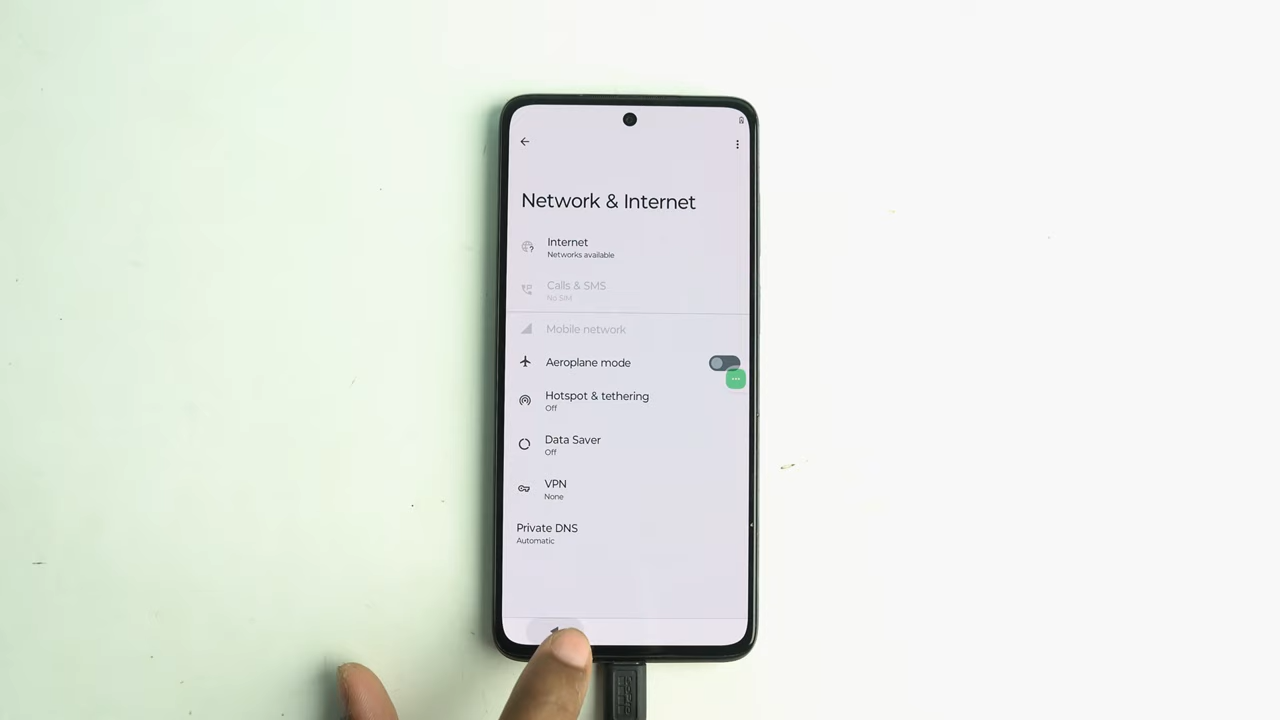 Network & Internet
Internet
Networks available
Calls & SMS
No SIM
Mobile network
Aeroplane mode
Hotspot & tethering
Off
Data Saver
Off
VPN
None
Private DNS
Automatic